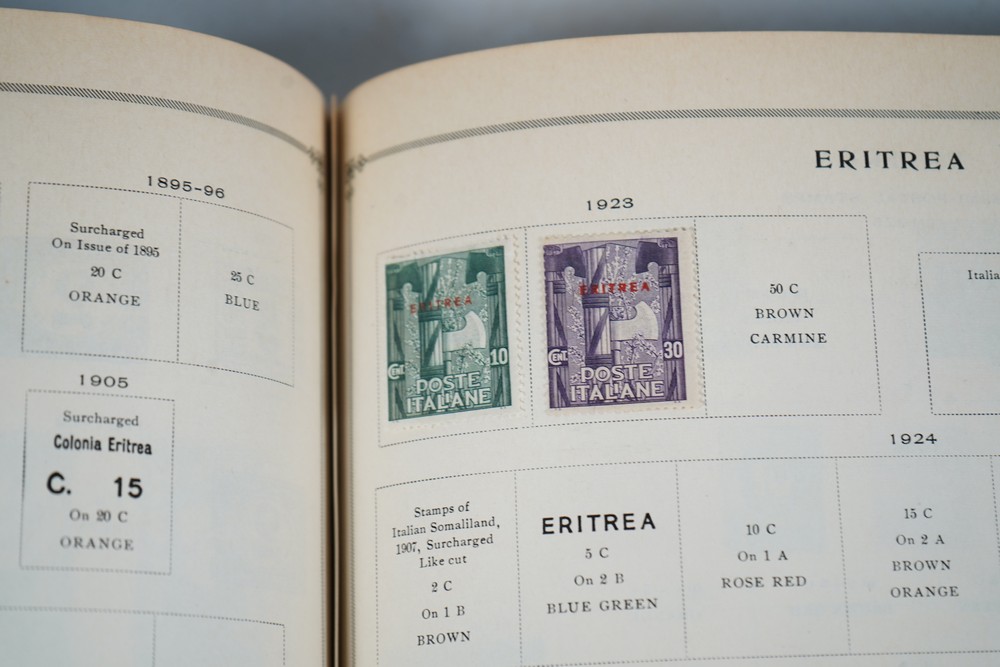 1895-96
Surcharged
On Issue of 1895
20 C
ORANGE
25 C
BLUE
1905
Surcharged
Colonia Eritrea
C. 15
On 20 C
ORANGE
ERITREA
1923
ERITREA
CENT. 10
POSTE
ITALIANE
ERITREA
CENT. 30
POSTE
ITALIANE
50 C
BROWN
CARMINE
Italia
1924
Stamps of
Italian Somaliland,
1907, Surcharged
Like cut
2 C
On 1 B
BROWN
ERITREA
5 C
On 2 B
BLUE GREEN
10 C
On 1 A
ROSE RED
15 C
On 2 A
BROWN
ORANGE